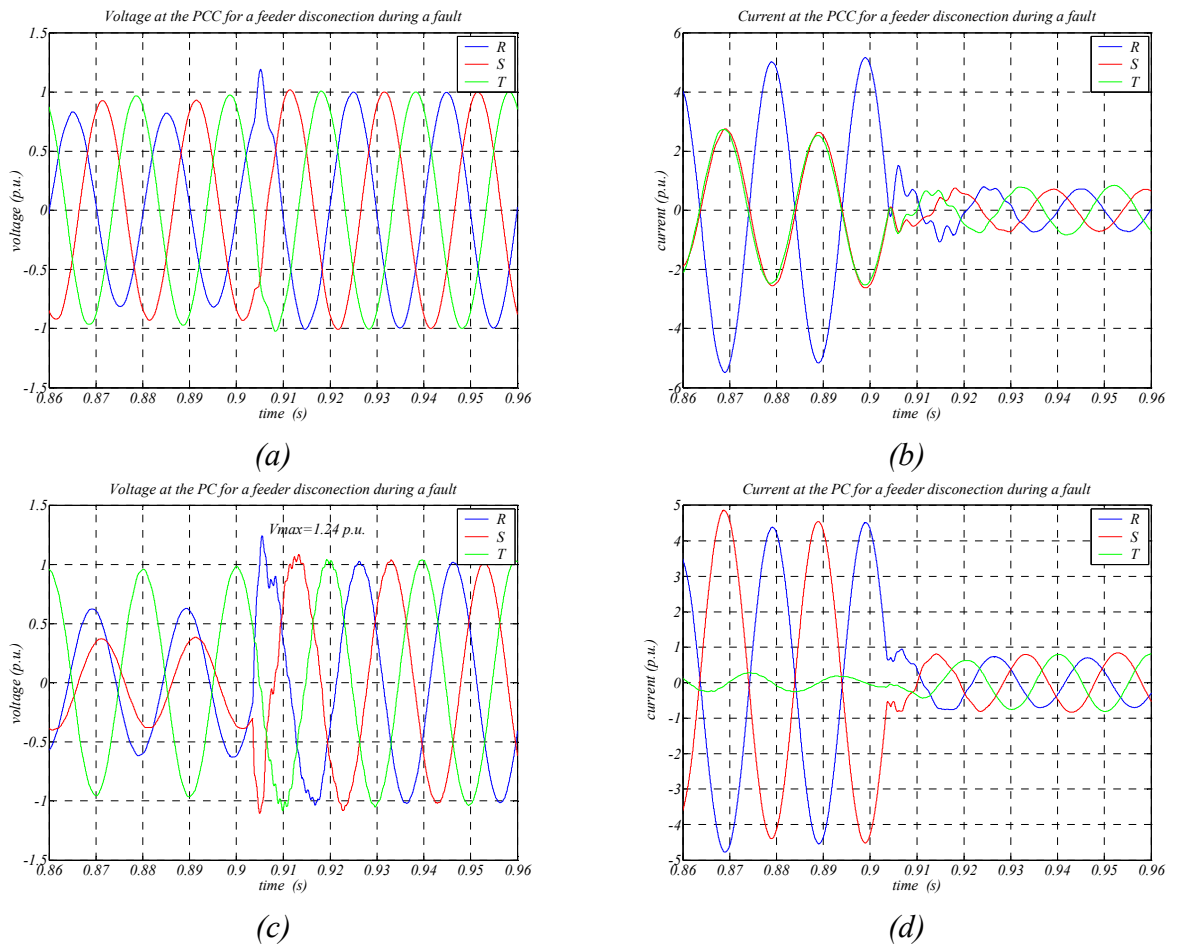 Voltage at the PCC for a feeder disconection during a fault
1.5
1
0.5
0
-0.5
-1
-1.5
voltage (p.u.)
R
S
T
0.86 0.87 0.88 0.89 0.9 0.91 0.92 0.93 0.94 0.95 0.96
time (s)
(a)
Current at the PCC for a feeder disconection during a fault
6
4
2
0
-2
-4
-6
current (p.u.)
R
S
T
0.86 0.87 0.88 0.89 0.9 0.91 0.92 0.93 0.94 0.95 0.96
time (s)
(b)
Voltage at the PC for a feeder disconection during a fault
1.5
1
0.5
0
-0.5
-1
-1.5
voltage (p.u.)
Vmax=1.24 p.u.
R
S
T
0.86 0.87 0.88 0.89 0.9 0.91 0.92 0.93 0.94 0.95 0.96
time (s)
(c)
Current at the PC for a feeder disconection during a fault
5
4
3
2
1
0
-1
-2
-3
-4
-5
current (p.u.)
R
S
T
0.86 0.87 0.88 0.89 0.9 0.91 0.92 0.93 0.94 0.95 0.96
time (s)
(d)